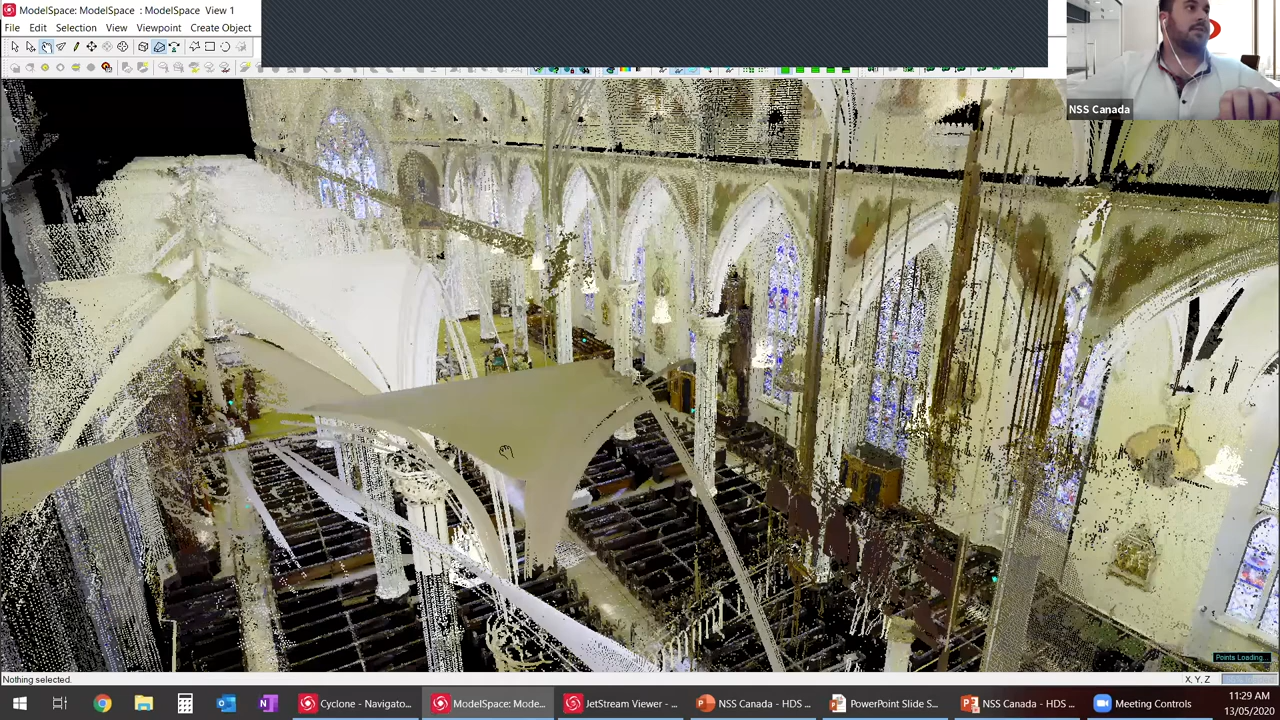 ModelSpace: ModelSpace : ModelSpace View 1
File Edit Selection View Viewpoint Create Object
NSS Canada
Points Loading...
Nothing selected.
X, Y, Z
Cyclone - Navigato...
ModelSpace: Mode...
JetStream Viewer - ...
NSS Canada - HDS ...
PowerPoint Slide S...
NSS Canada - HDS ...
Meeting Controls
11:29 AM
13/05/2020